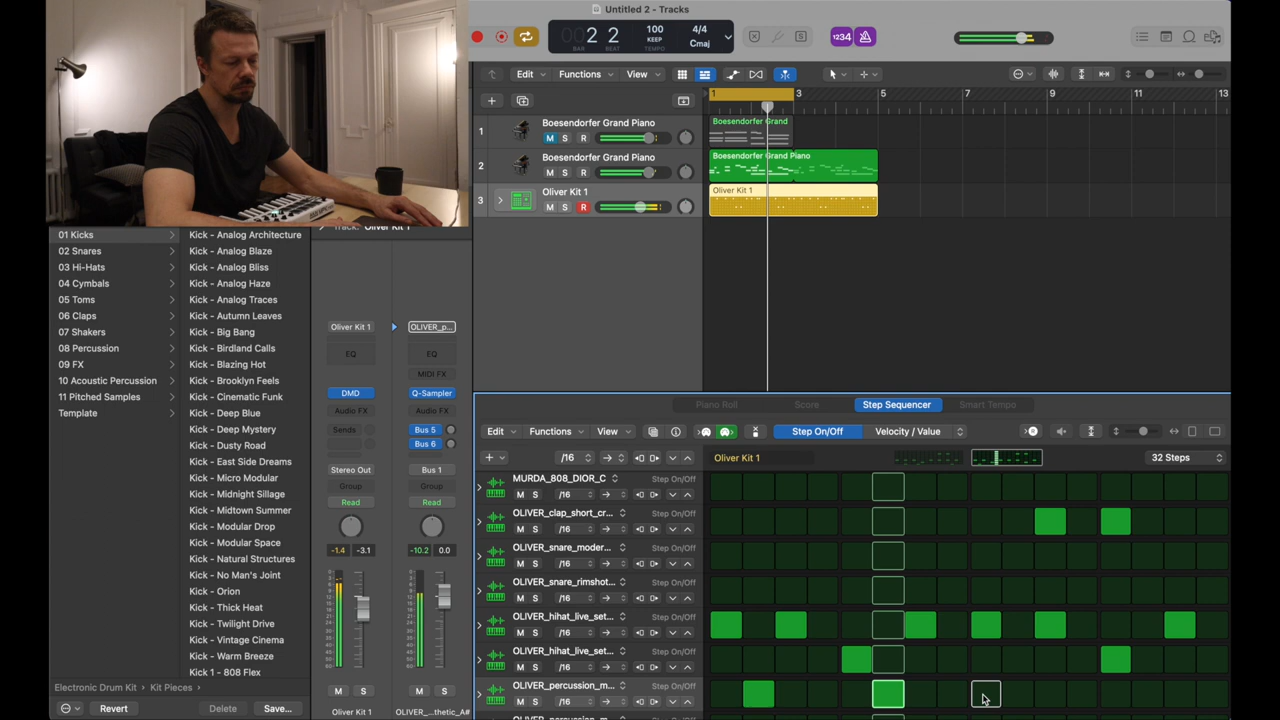 Untitled 2 - Tracks
2 2
BAR BEAT
100
KEEP
TEMPO
4/4
Cmaj
1234
Edit Functions View
1 3 5 7 9 11 13
1 Boesendorfer Grand Piano
M S R
2 Boesendorfer Grand Piano
M S R
3 Oliver Kit 1
M S R
Boesendorfer Grand
Boesendorfer Grand Piano
Oliver Kit 1
Track: Oliver Kit 1
01 Kicks
02 Snares
03 Hi-Hats
04 Cymbals
05 Toms
06 Claps
07 Shakers
08 Percussion
09 FX
10 Acoustic Percussion
11 Pitched Samples
Template
Kick - Analog Architecture
Kick - Analog Blaze
Kick - Analog Bliss
Kick - Analog Haze
Kick - Analog Traces
Kick - Autumn Leaves
Kick - Big Bang
Kick - Birdland Calls
Kick - Blazing Hot
Kick - Brooklyn Feels
Kick - Cinematic Funk
Kick - Deep Blue
Kick - Deep Mystery
Kick - Dusty Road
Kick - East Side Dreams
Kick - Micro Modular
Kick - Midnight Sillage
Kick - Midtown Summer
Kick - Modular Drop
Kick - Modular Space
Kick - Natural Structures
Kick - No Man's Joint
Kick - Orion
Kick - Thick Heat
Kick - Twilight Drive
Kick - Vintage Cinema
Kick - Warm Breeze
Kick 1 - 808 Flex
Electronic Drum Kit › Kit Pieces ›
Revert Delete Save...
Oliver Kit 1 OLIVER_p...
EQ EQ
MIDI FX
DMD Q-Sampler
Audio FX Audio FX
Sends Bus 5
Bus 6
Stereo Out Bus 1
Group Group
Read Read
-1.4 -3.1 -10.2 0.0
M S M S
Oliver Kit 1 OLIVER_...thetic_A#
Piano Roll Score Step Sequencer Smart Tempo
Edit Functions View
Step On/Off Velocity / Value
/16
Oliver Kit 1
32 Steps
MURDA_808_DIOR_C Step On/Off
M S /16
OLIVER_clap_short_cr... Step On/Off
M S /16
OLIVER_snare_moder... Step On/Off
M S /16
OLIVER_snare_rimshot... Step On/Off
M S /16
OLIVER_hihat_live_set... Step On/Off
M S /16
OLIVER_hihat_live_set... Step On/Off
M S /16
OLIVER_percussion_m... Step On/Off
M S /16